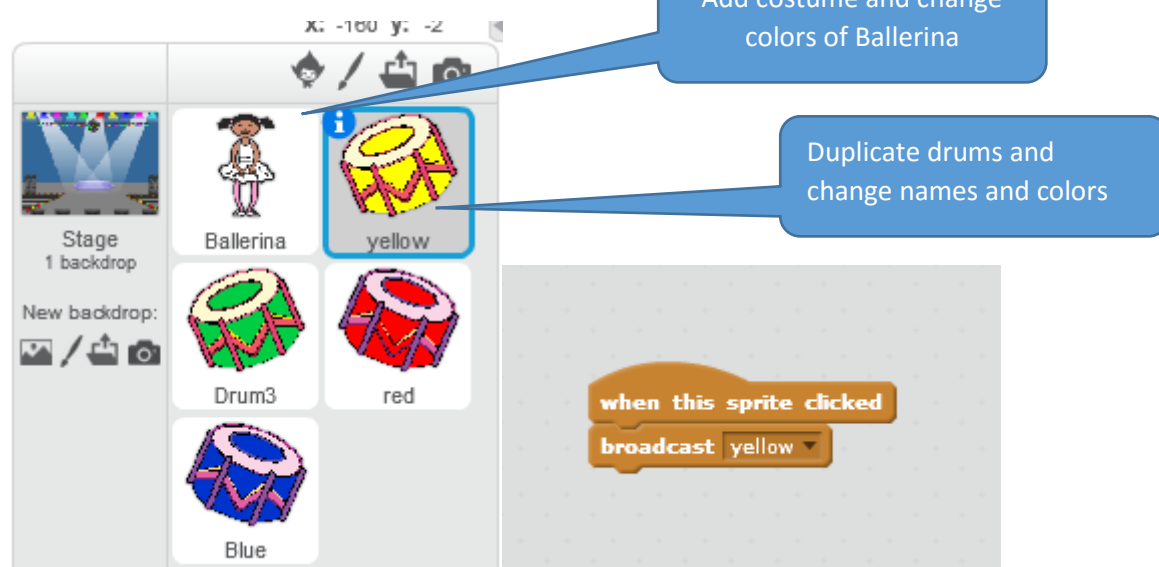 X: -160 y: -2
Add costume and change
colors of Ballerina
Duplicate drums and
change names and colors
i
Stage
1 backdrop
New backdrop:
Ballerina
yellow
Drum3
red
Blue
when this sprite clicked
broadcast yellow